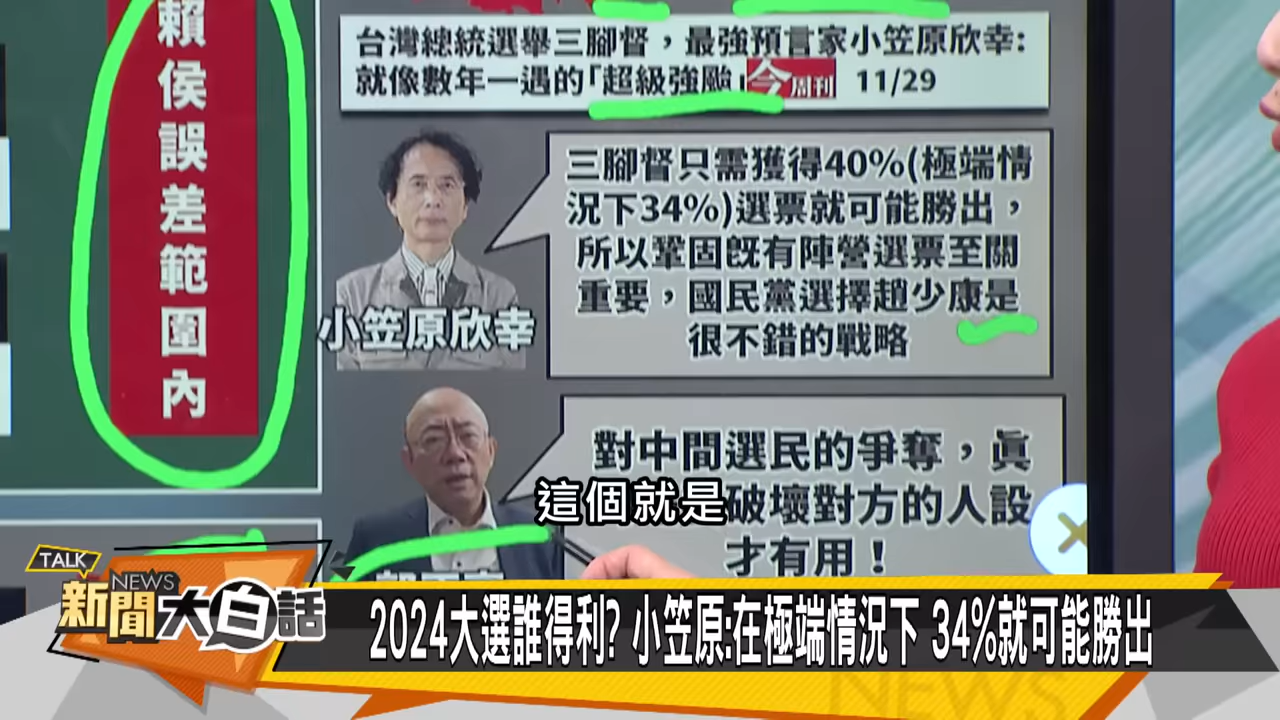 賴侯誤差範圍內
台灣總統選舉三腳督，最強預言家小笠原欣幸:
就像數年一遇的「超級強颱」今周刊 11/29
三腳督只需獲得40%(極端情
況下34%)選票就可能勝出，
所以鞏固既有陣營選票至關
重要，國民黨選擇趙少康是
很不錯的戰略
小笠原欣幸
對中間選民的爭奪，真
破壞對方的人設
才有用！
這個就是
TALK
NEWS
新聞大白話
2024大選誰得利? 小笠原:在極端情況下 34%就可能勝出
NEWS